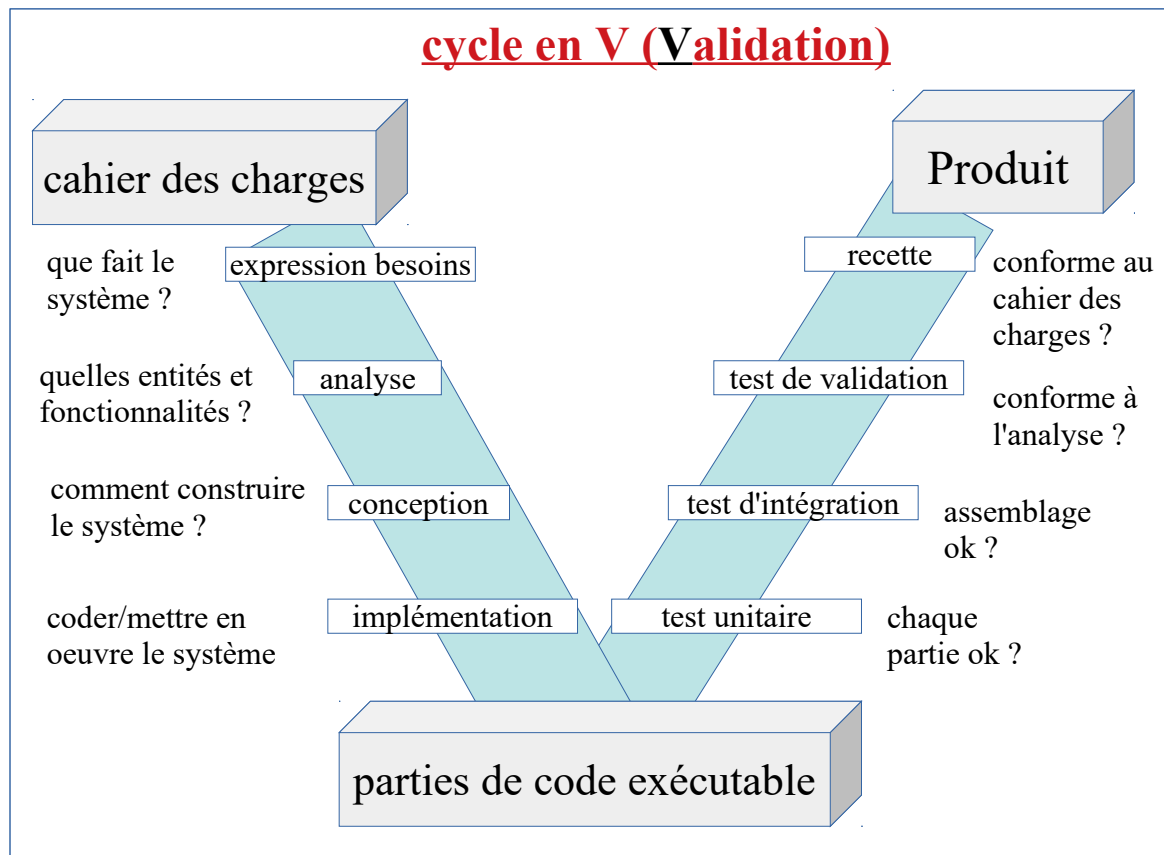 cycle en V (Validation)
cahier des charges
Produit
que fait le
système ?
expression besoins
recette
conforme au
cahier des
charges ?
quelles entités et
fonctionnalités ?
analyse
test de validation
conforme à
l'analyse ?
comment construire
le système ?
conception
test d'intégration
assemblage
ok ?
coder/mettre en
oeuvre le système
implémentation
test unitaire
chaque
partie ok ?
parties de code exécutable